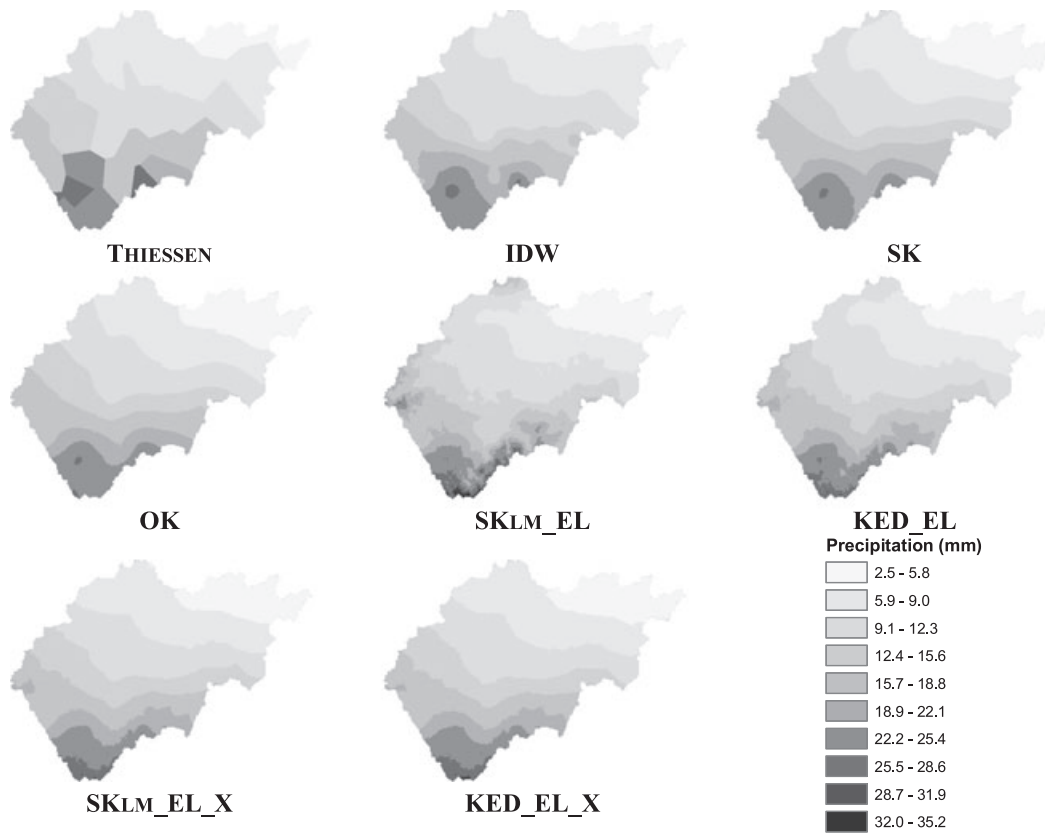 THIESSEN
IDW
SK
OK
SKLM_EL
KED_EL
Precipitation (mm)
2.5 - 5.8
5.9 - 9.0
9.1 - 12.3
12.4 - 15.6
15.7 - 18.8
18.9 - 22.1
22.2 - 25.4
25.5 - 28.6
28.7 - 31.9
32.0 - 35.2
SKLM_EL_X
KED_EL_X